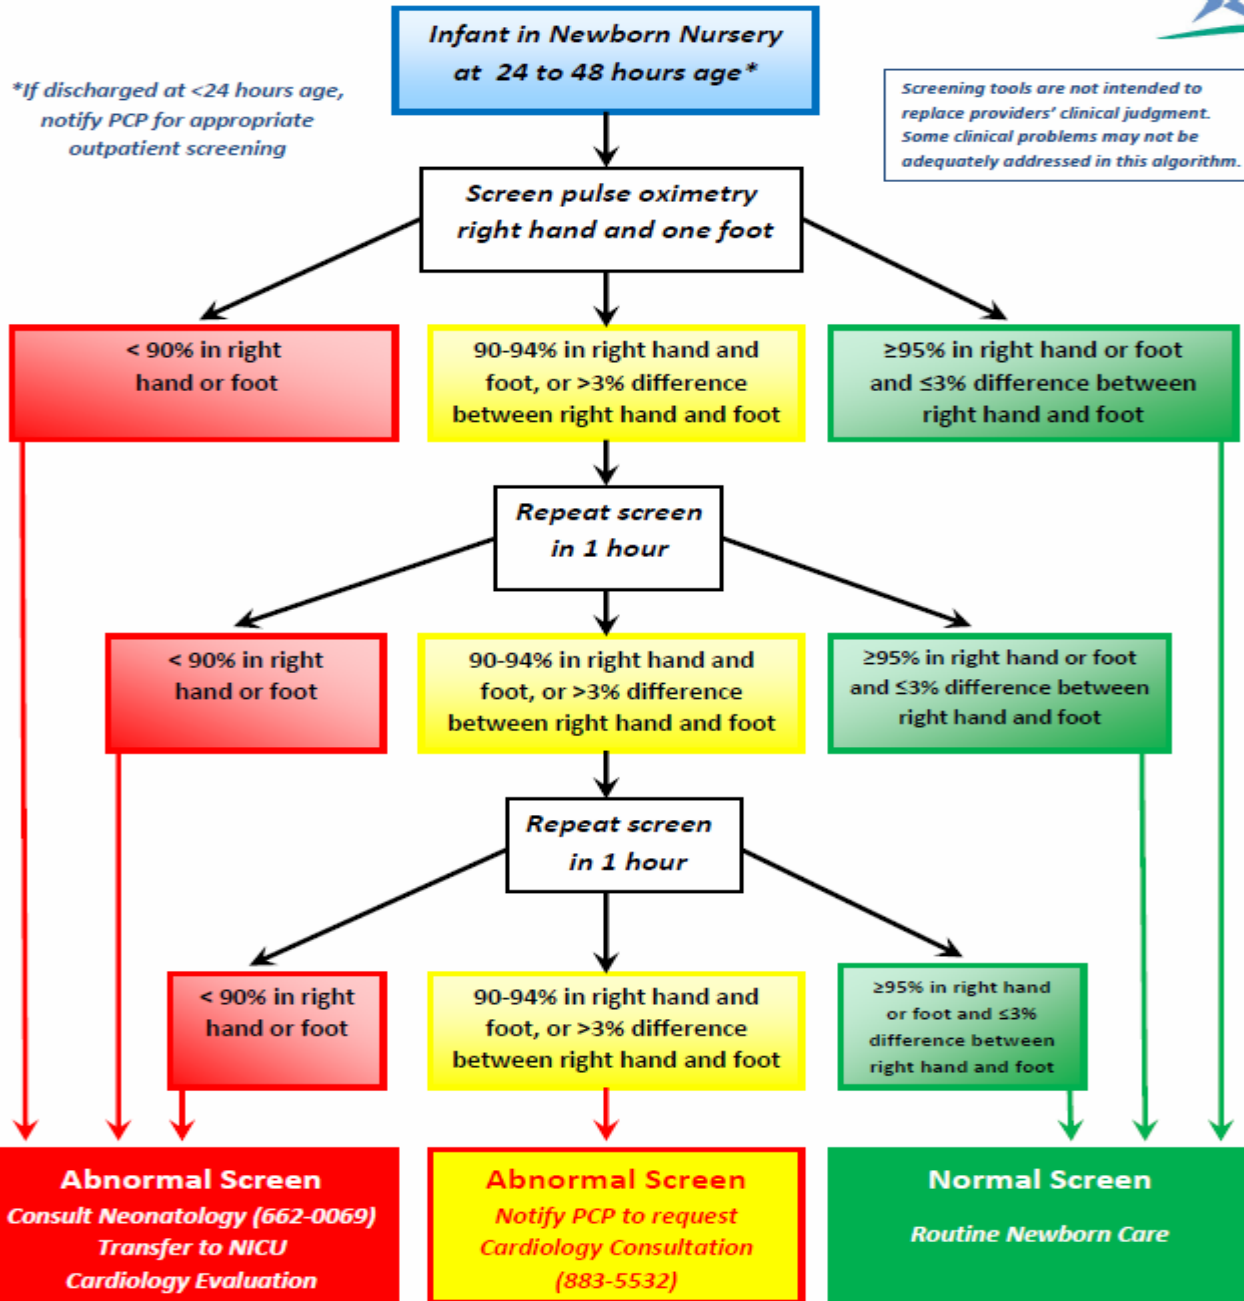 Infant in Newborn Nursery
at 24 to 48 hours age*
*If discharged at <24 hours age,
notify PCP for appropriate
outpatient screening
Screening tools are not intended to
replace providers' clinical judgment.
Some clinical problems may not be
adequately addressed in this algorithm.
Screen pulse oximetry
right hand and one foot
< 90% in right
hand or foot
90-94% in right hand and
foot, or >3% difference
between right hand and foot
≥95% in right hand or foot
and ≤3% difference between
right hand and foot
Repeat screen
in 1 hour
< 90% in right
hand or foot
90-94% in right hand and
foot, or >3% difference
between right hand and foot
≥95% in right hand or foot
and ≤3% difference between
right hand and foot
Repeat screen
in 1 hour
< 90% in right
hand or foot
90-94% in right hand and
foot, or >3% difference
between right hand and foot
≥95% in right hand
or foot and ≤3%
difference between
right hand and foot
Abnormal Screen
Consult Neonatology (662-0069)
Transfer to NICU
Cardiology Evaluation
Abnormal Screen
Notify PCP to request
Cardiology Consultation
(883-5532)
Normal Screen
Routine Newborn Care